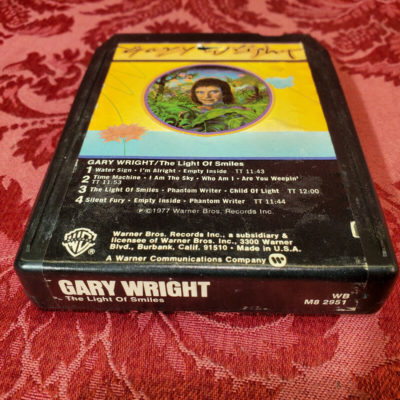 GARY WRIGHT/The Light Of Smiles
1 Water Sign • I'm Alright • Empty Inside TT 11:43
2 Time Machine • I Am The Sky • Who Am I • Are You Weepin'
TT 11:53
3 The Light Of Smiles • Phantom Writer • Child Of Light TT 12:00
4 Silent Fury • Empty Inside • Phantom Writer TT 11:44
℗©1977 Warner Bros. Records Inc.
Warner Bros. Records Inc., a subsidiary &
licensee of Warner Bros. Inc., 3300 Warner
Blvd., Burbank, Calif. 91510 • Made in U.S.A.
A Warner Communications Company
GARY WRIGHT
The Light Of Smiles
WB
M8 2951